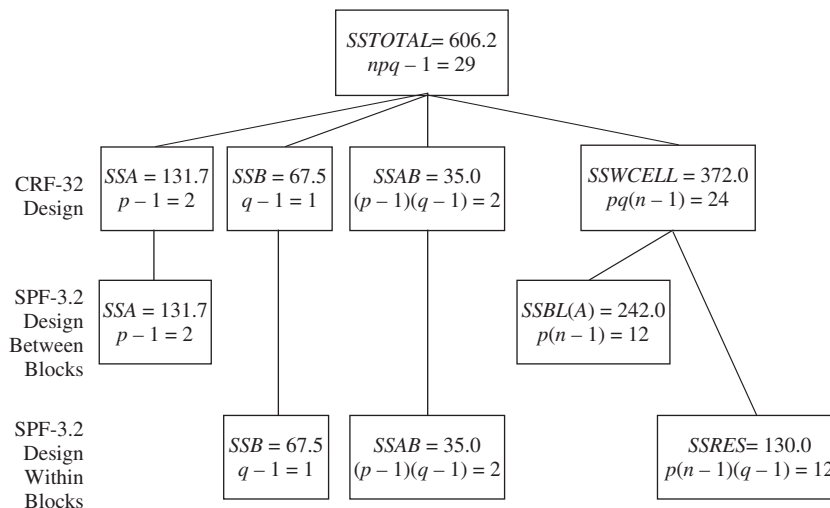 SSTOTAL= 606.2
npq – 1 = 29
CRF-32
Design
SSA = 131.7
p – 1 = 2
SSB = 67.5
q – 1 = 1
SSAB = 35.0
(p – 1)(q – 1) = 2
SSWCELL = 372.0
pq(n – 1) = 24
SPF-3.2
Design
Between
Blocks
SSA = 131.7
p – 1 = 2
SSBL(A) = 242.0
p(n – 1) = 12
SPF-3.2
Design
Within
Blocks
SSB = 67.5
q – 1 = 1
SSAB = 35.0
(p – 1)(q – 1) = 2
SSRES= 130.0
p(n – 1)(q – 1) = 12